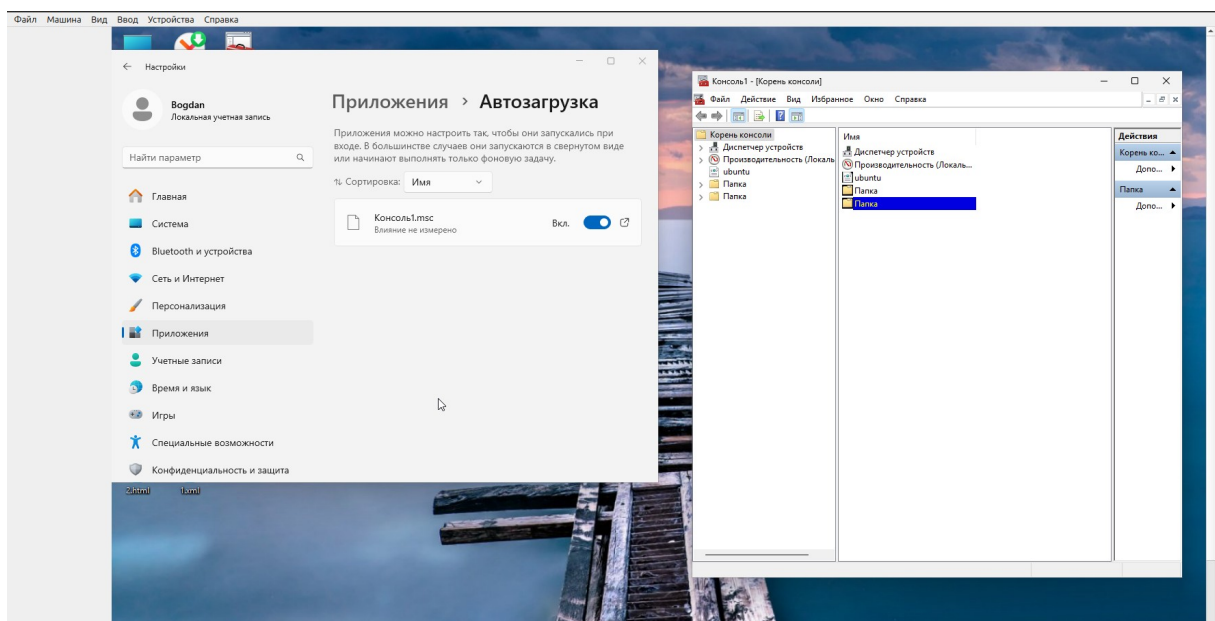 Файл Машина Вид Ввод Устройства Справка
Настройки
Bogdan
Локальная учетная запись
Найти параметр
Главная
Система
Bluetooth и устройства
Сеть и Интернет
Персонализация
Приложения
Учетные записи
Время и язык
Игры
Специальные возможности
Конфиденциальность и защита
Приложения > Автозагрузка
Приложения можно настроить так, чтобы они запускались при
входе. В большинстве случаев они запускаются в свернутом виде
или начинают выполнять только фоновую задачу.
Сортировка: Имя
Консоль1.msc
Влияние не измерено
Вкл.
2.html 1.aml
Консоль1 - [Корень консоли]
Файл Действие Вид Избранное Окно Справка
Корень консоли
Диспетчер устройств
Производительность (Локаль
ubuntu
Папка
Папка
Имя
Диспетчер устройств
Производительность (Локаль...
ubuntu
Папка
Папка
Действия
Корень ко...
Допо...
Папка
Допо...